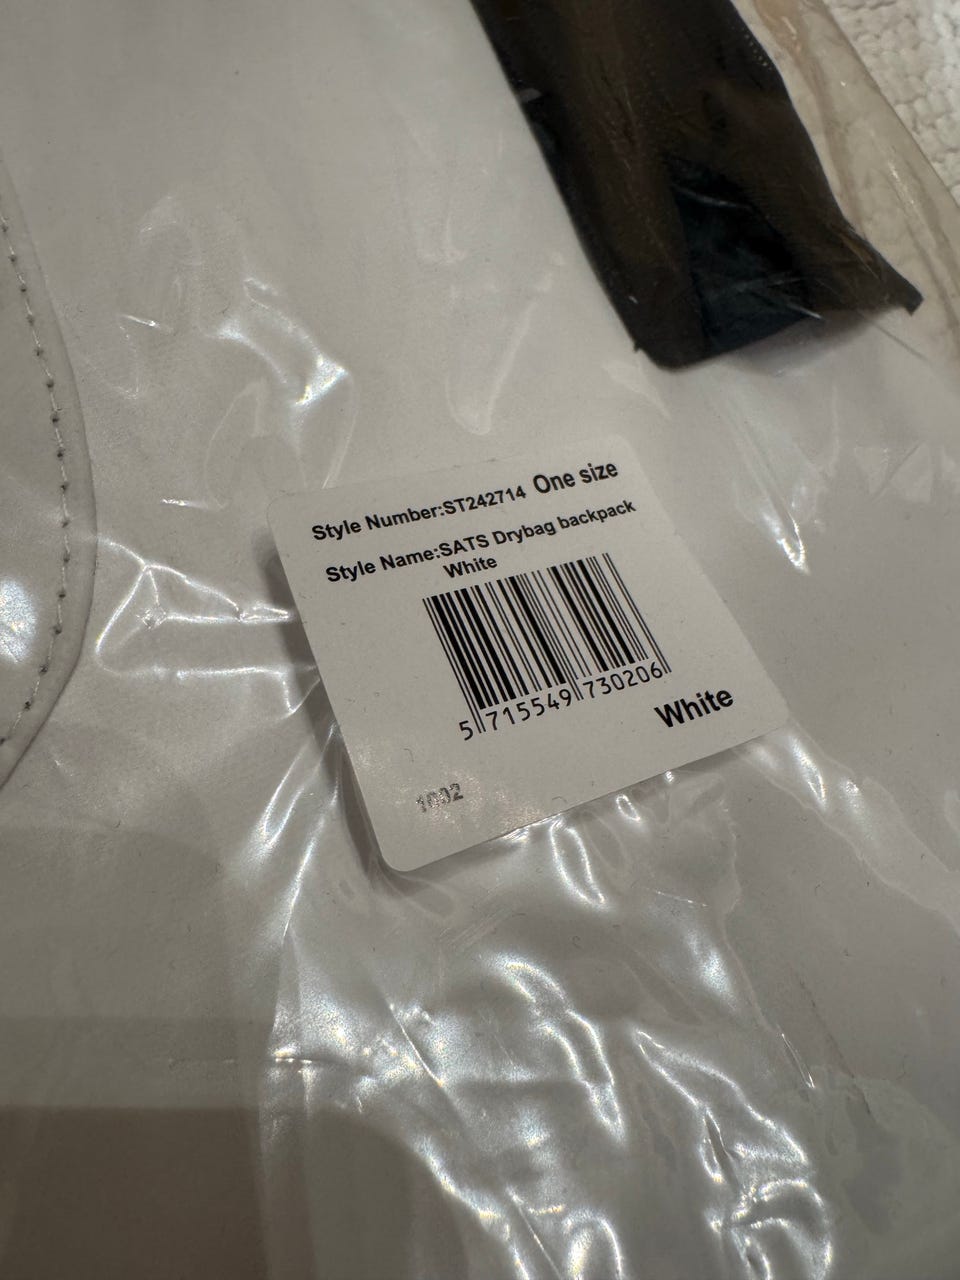 Style Number:ST242714 One size
Style Name:SATS Drybag backpack
White
5 715549 730206
White